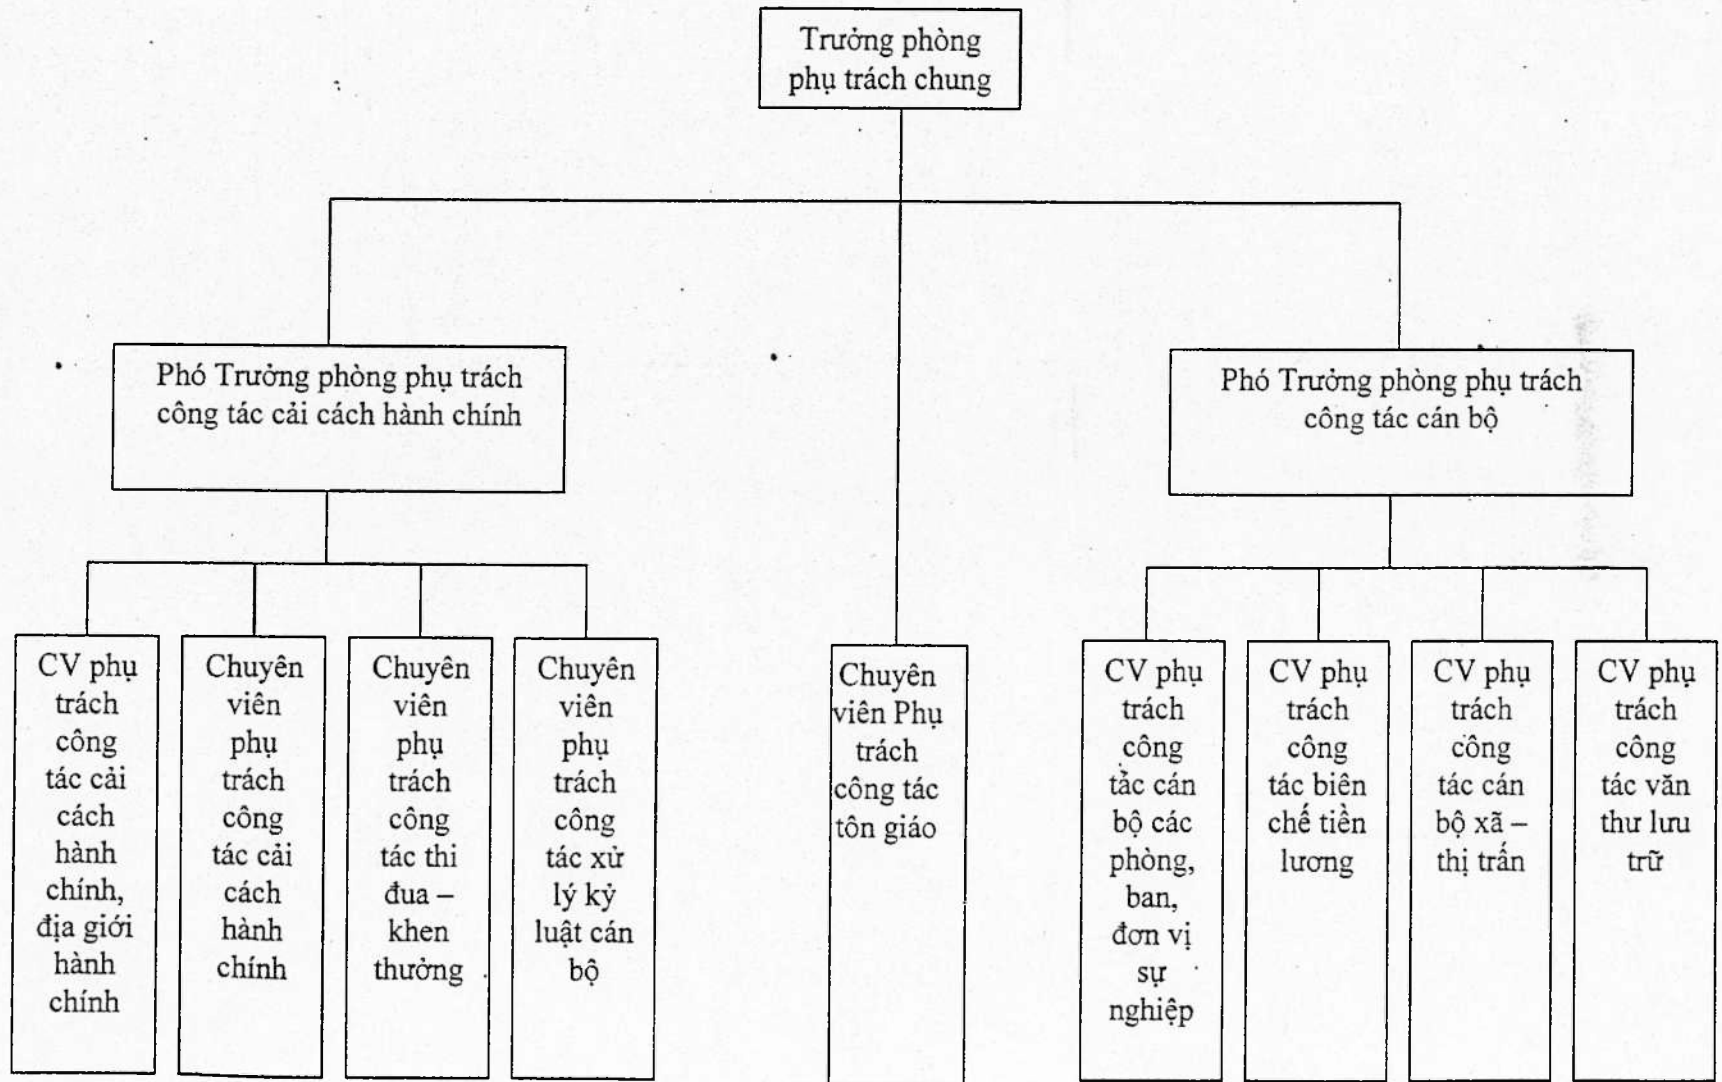 Trưởng phòng
phụ trách chung
Phó Trưởng phòng phụ trách
công tác cải cách hành chính
Phó Trưởng phòng phụ trách
công tác cán bộ
CV phụ
trách
công
tác cải
cách
hành
chính,
địa giới
hành
chính
Chuyên
viên
phụ
trách
công
tác cải
cách
hành
chính
Chuyên
viên
phụ
trách
công
tác thi
đua –
khen
thưởng
Chuyên
viên
phụ
trách
công
tác xử
lý kỷ
luật cán
bộ
Chuyên
viên Phụ
trách
công tác
tôn giáo
CV phụ
trách
công
tác cán
bộ các
phòng,
ban,
đơn vị
sự
nghiệp
CV phụ
trách
công
tác biên
chế tiền
lương
CV phụ
trách
công
tác cán
bộ xã –
thị trấn
CV phụ
trách
công
tác văn
thư lưu
trữ